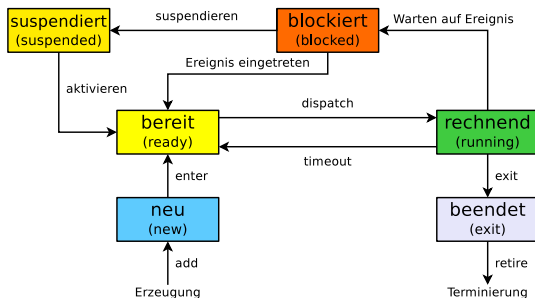 suspendieren
suspendiert
(suspended)
blockiert
(blocked)
Warten auf Ereignis
Ereignis eingetreten
aktivieren
bereit
(ready)
dispatch
rechnend
(running)
timeout
enter
exit
neu
(new)
beendet
(exit)
add
retire
Erzeugung
Terminierung